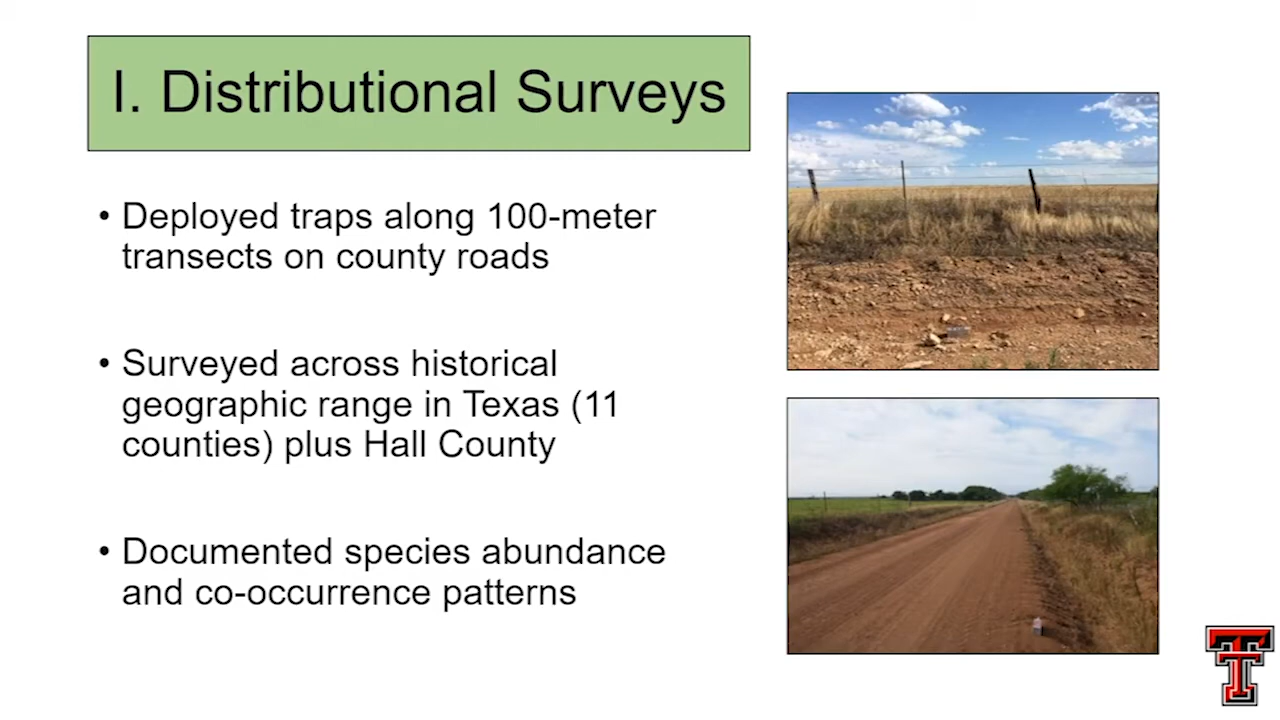 I. Distributional Surveys
• Deployed traps along 100-meter
transects on county roads
• Surveyed across historical
geographic range in Texas (11
counties) plus Hall County
• Documented species abundance
and co-occurrence patterns